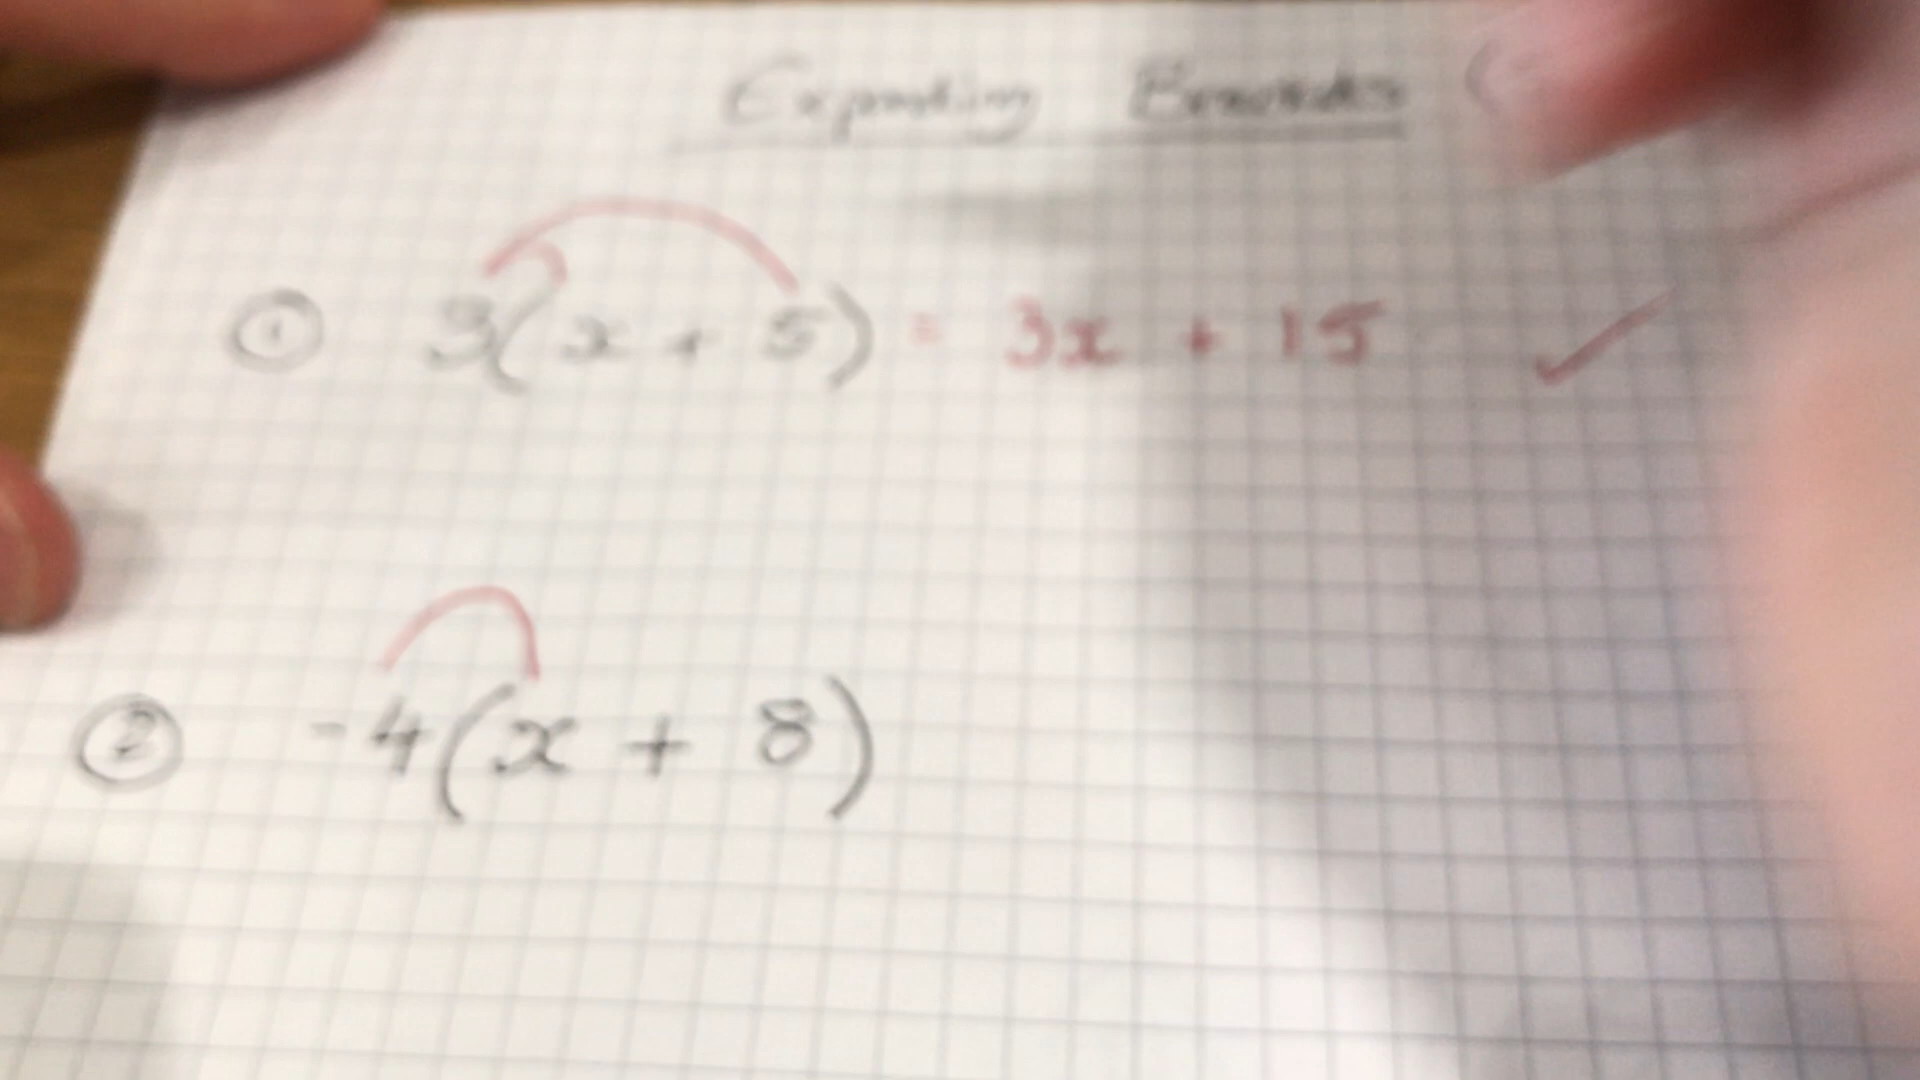 Expanding Brackets (
① 3(x + 5) = 3x + 15 ✓
② -4(x + 8)